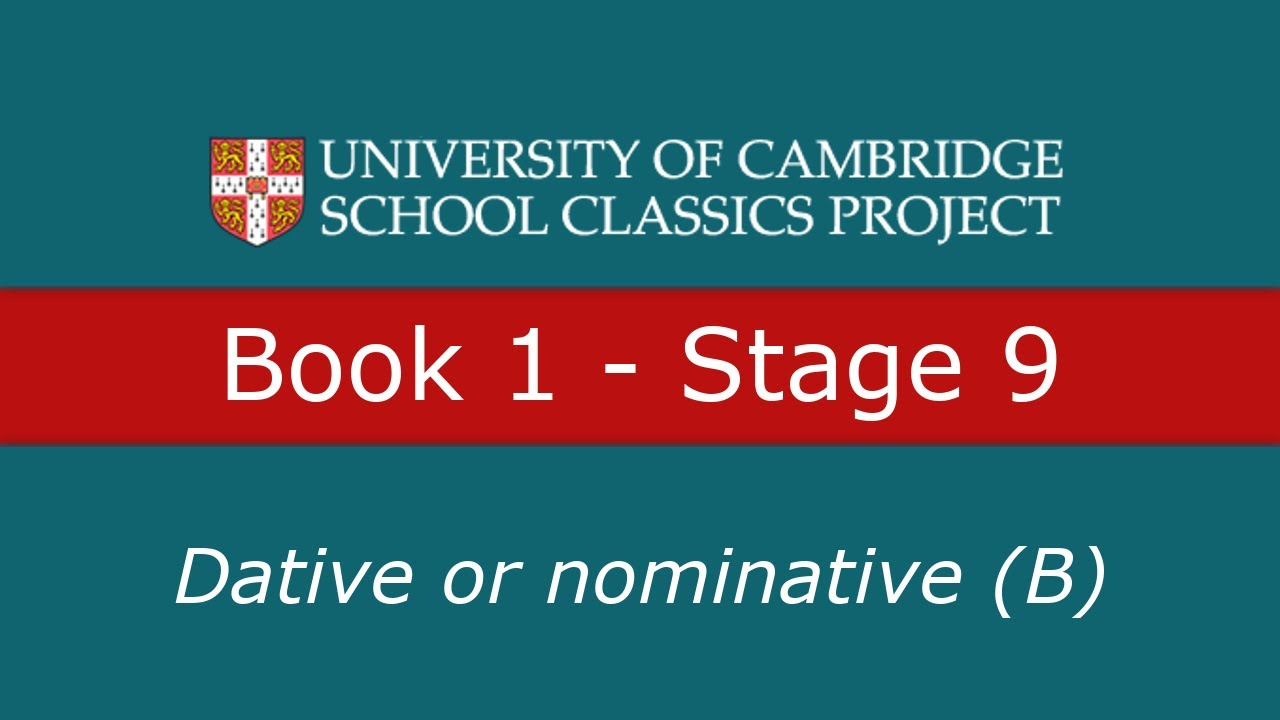 UNIVERSITY OF CAMBRIDGE
SCHOOL CLASSICS PROJECT
Book 1 - Stage 9
Dative or nominative (B)